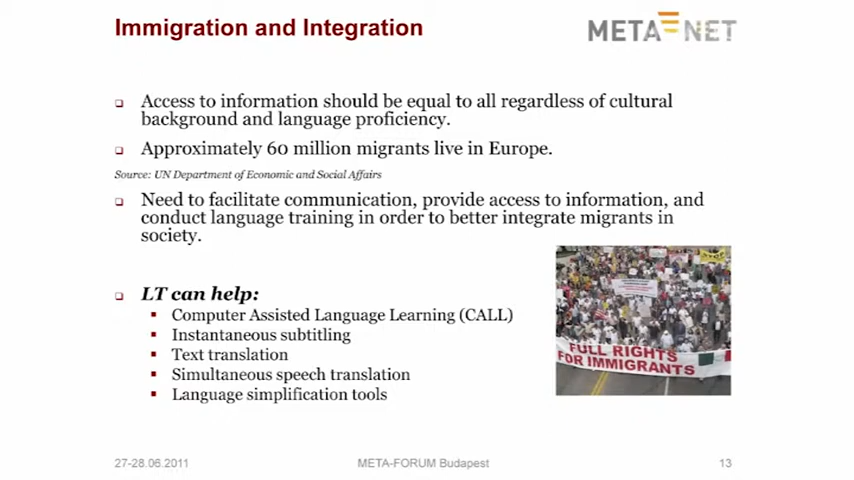 Immigration and Integration
META NET
Access to information should be equal to all regardless of cultural
background and language proficiency.
Approximately 60 million migrants live in Europe.
Source: UN Department of Economic and Social Affairs
Need to facilitate communication, provide access to information, and
conduct language training in order to better integrate migrants in
society.
LT can help:
Computer Assisted Language Learning (CALL)
Instantaneous subtitling
Text translation
Simultaneous speech translation
Language simplification tools
FULL RIGHTS
FOR IMMIGRANTS
27-28.06.2011
META-FORUM Budapest
13